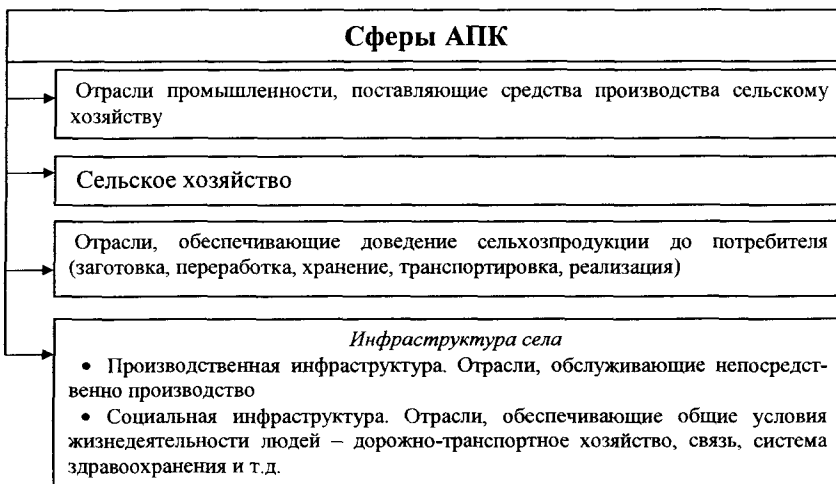 Сферы АПК
Отрасли промышленности, поставляющие средства производства сельскому
хозяйству
Сельское хозяйство
Отрасли, обеспечивающие доведение сельхозпродукции до потребителя
(заготовка, переработка, хранение, транспортировка, реализация)
Инфраструктура села
• Производственная инфраструктура. Отрасли, обслуживающие непосредст-
венно производство
• Социальная инфраструктура. Отрасли, обеспечивающие общие условия
жизнедеятельности людей – дорожно-транспортное хозяйство, связь, система
здравоохранения и т.д.